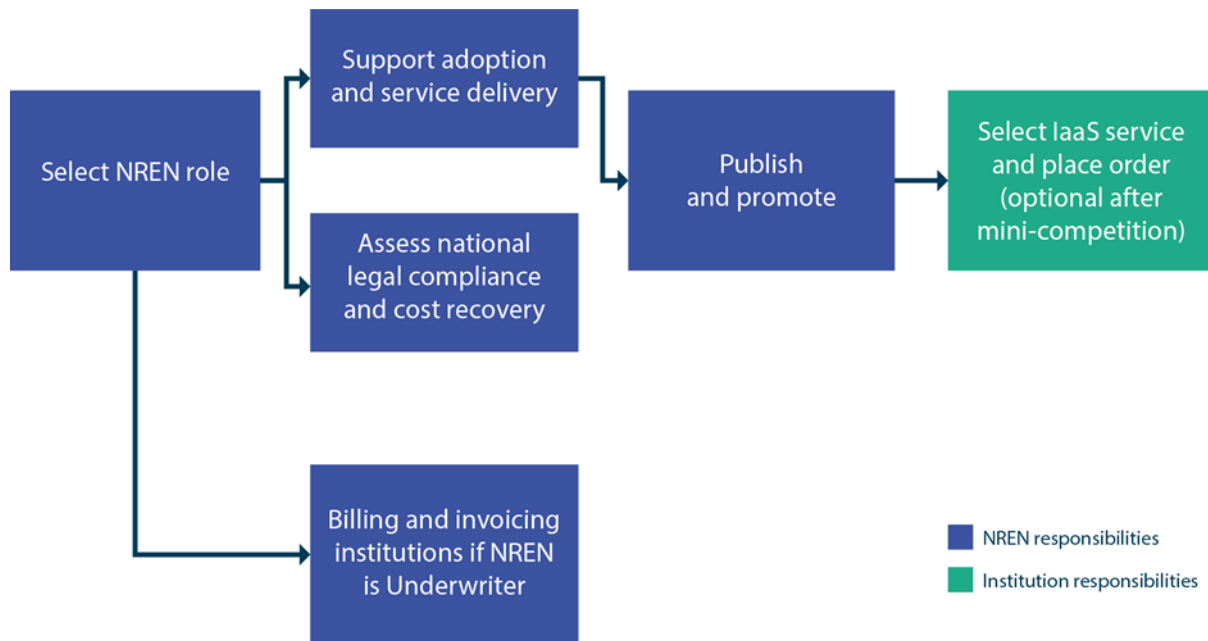 Select NREN role
Support adoption
and service delivery
Assess national
legal compliance
and cost recovery
Billing and invoicing
institutions if NREN
is Underwriter
Publish
and promote
Select IaaS service
and place order
(optional after
mini-competition)
NREN responsibilities
Institution responsibilities